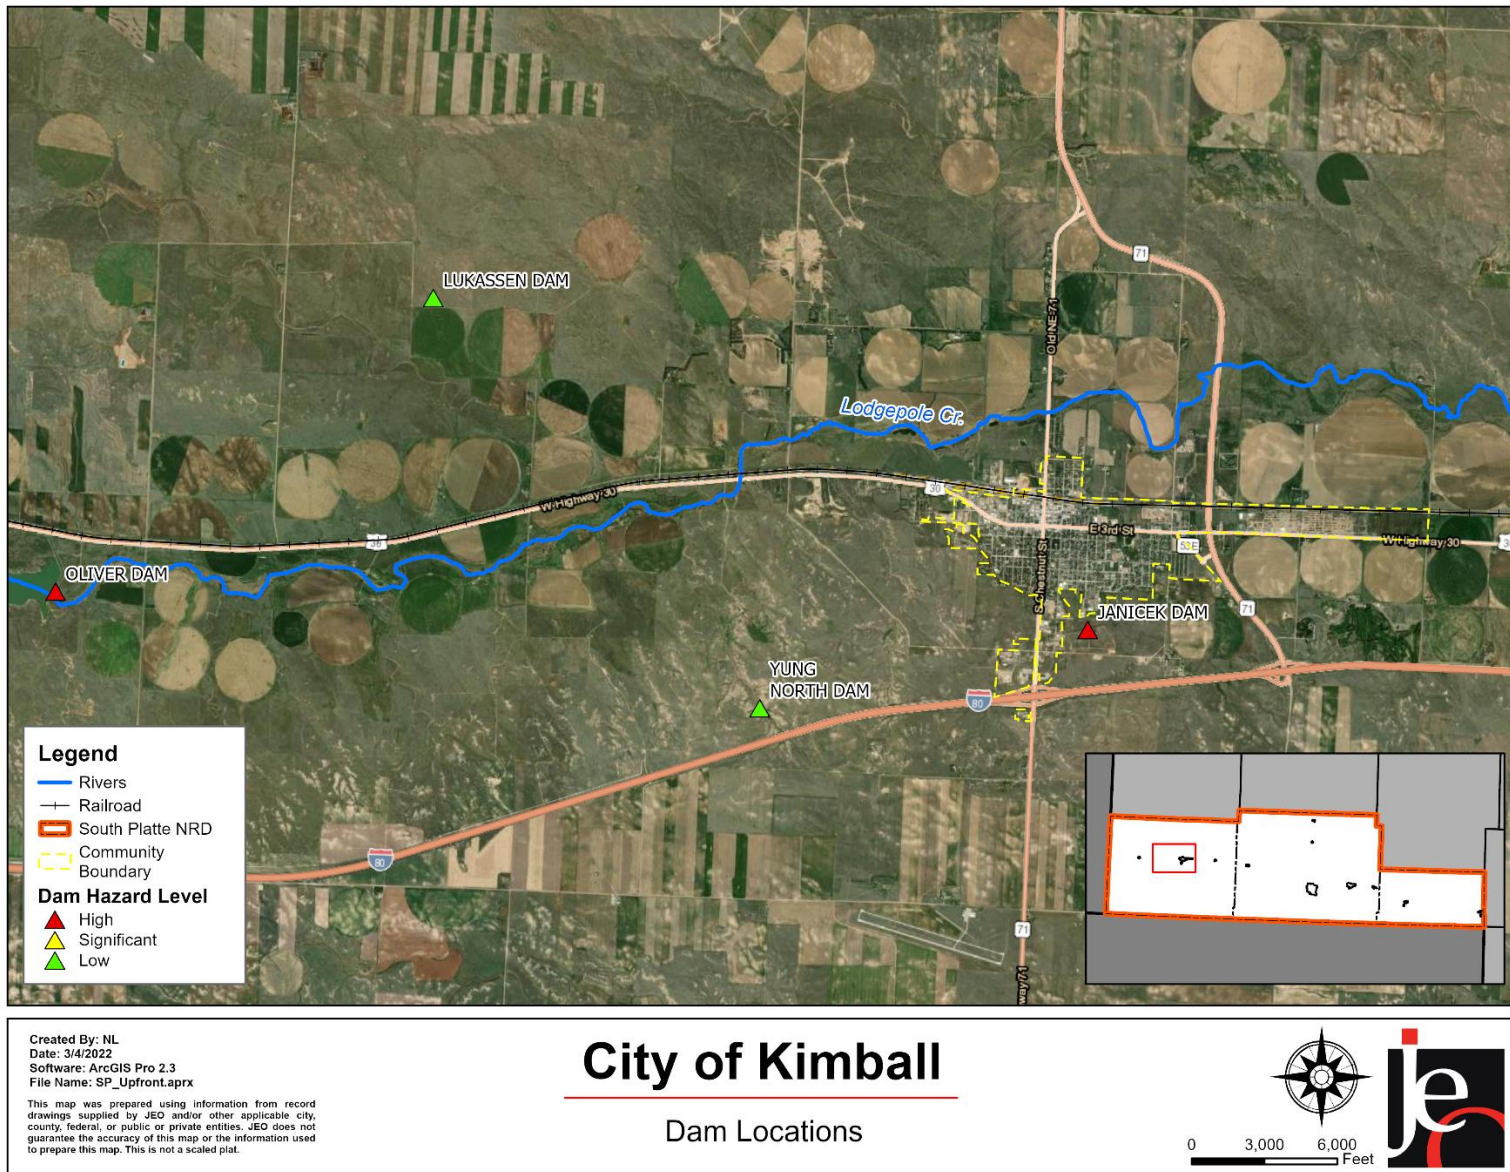 71
LUKASSEN DAM
Old NE 71
Lodgepole Cr.
30
W Highway 30
E 3rd St
53E
W Highway 30
30
OLIVER DAM
S Chestnut St
JANICEK DAM
71
YUNG
NORTH DAM
80
80
71
way 71
Legend
Rivers
Railroad
South Platte NRD
Community
Boundary
Dam Hazard Level
High
Significant
Low
Created By: NL
Date: 3/4/2022
Software: ArcGIS Pro 2.3
File Name: SP_Upfront.aprx
This map was prepared using information from record
drawings supplied by JEO and/or other applicable city,
county, federal, or public or private entities. JEO does not
guarantee the accuracy of this map or the information used
to prepare this map. This is not a scaled plat.
City of Kimball
Dam Locations
0 3,000 6,000
Feet
jeo